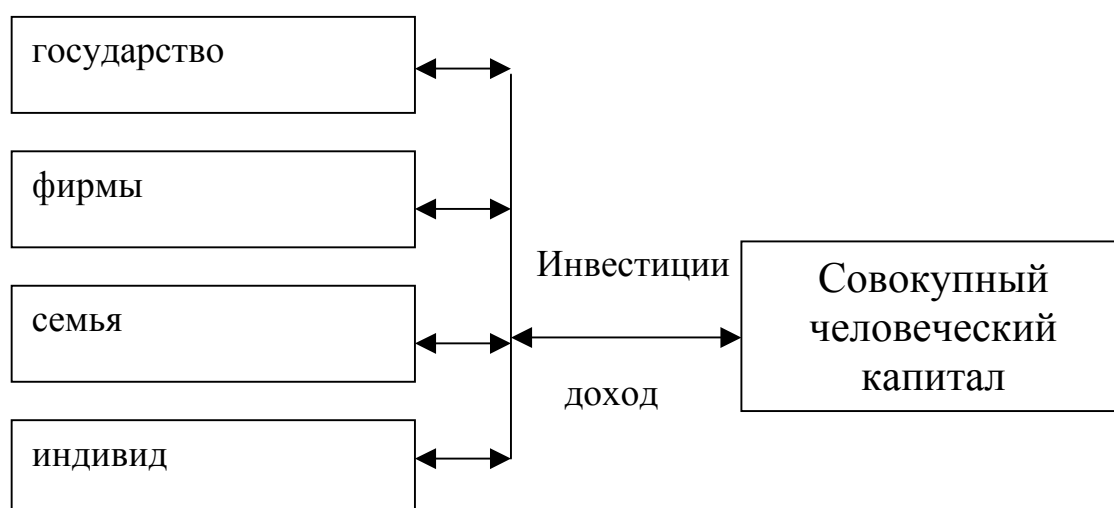 государство
фирмы
семья
индивид
Инвестиции
доход
Совокупный
человеческий
капитал